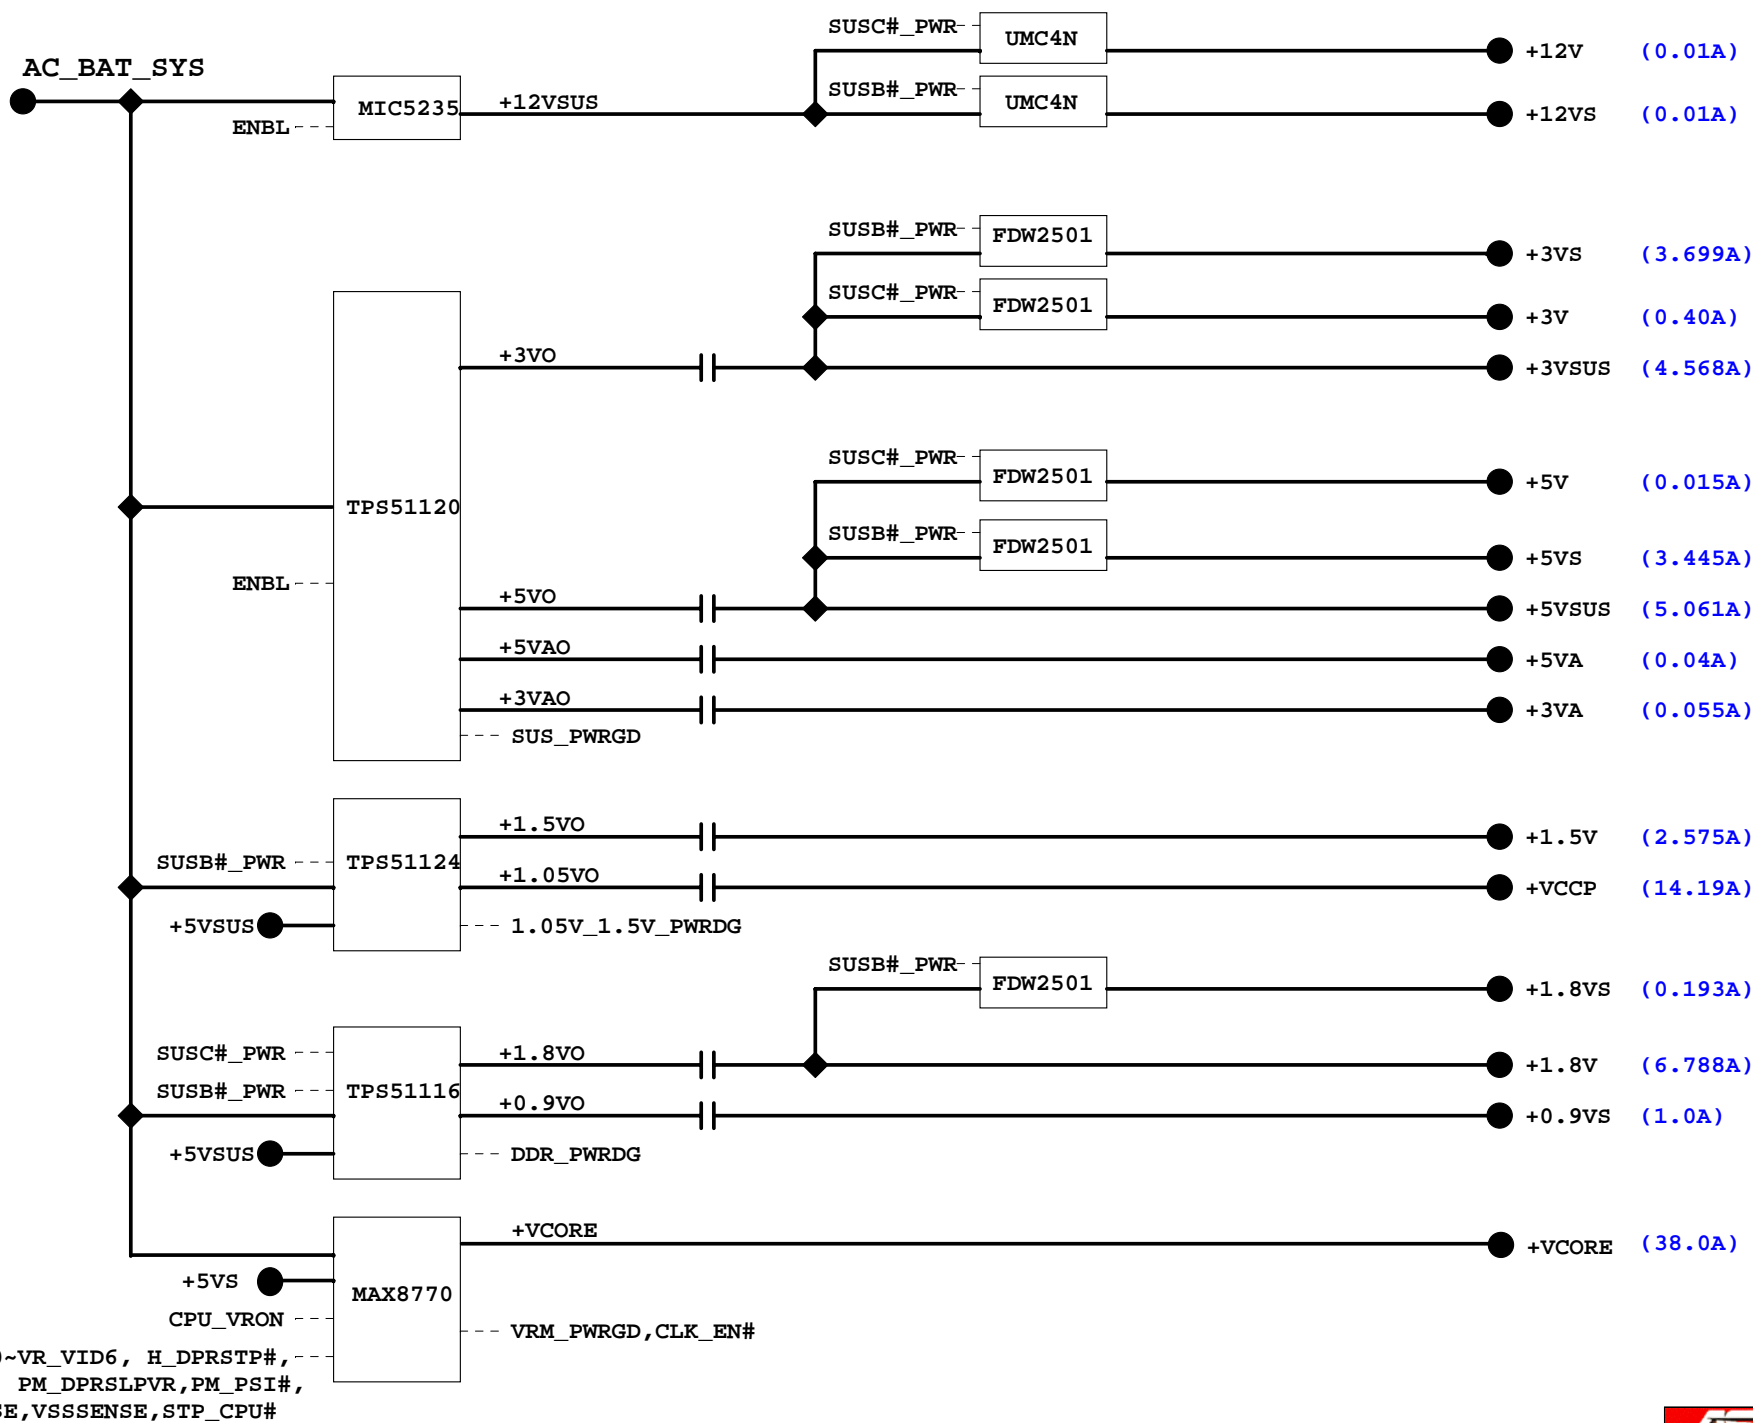 SUSC#_PWR UMC4N +12V (0.01A)
AC_BAT_SYS
SUSB#_PWR UMC4N +12VS (0.01A)
MIC5235 +12VSUS
ENBL
SUSB#_PWR FDW2501 +3VS (3.699A)
SUSC#_PWR FDW2501 +3V (0.40A)
+3VO +3VSUS (4.568A)
SUSC#_PWR FDW2501 +5V (0.015A)
TPS51120
SUSB#_PWR FDW2501 +5VS (3.445A)
ENBL
+5VO +5VSUS (5.061A)
+5VAO +5VA (0.04A)
+3VAO +3VA (0.055A)
SUS_PWRGD
+1.5VO +1.5V (2.575A)
SUSB#_PWR TPS51124
+1.05VO +VCCP (14.19A)
+5VSUS 1.05V_1.5V_PWRDG
SUSB#_PWR FDW2501 +1.8VS (0.193A)
SUSC#_PWR +1.8VO +1.8V (6.788A)
SUSB#_PWR TPS51116
+0.9VO +0.9VS (1.0A)
+5VSUS DDR_PWRDG
+VCORE +VCORE (38.0A)
+5VS
MAX8770
CPU_VRON
VRM_PWRGD,CLK_EN#
~VR_VID6, H_DPRSTP#,
PM_DPRSLPVR,PM_PSI#,
SE,VSSSENSE,STP_CPU#